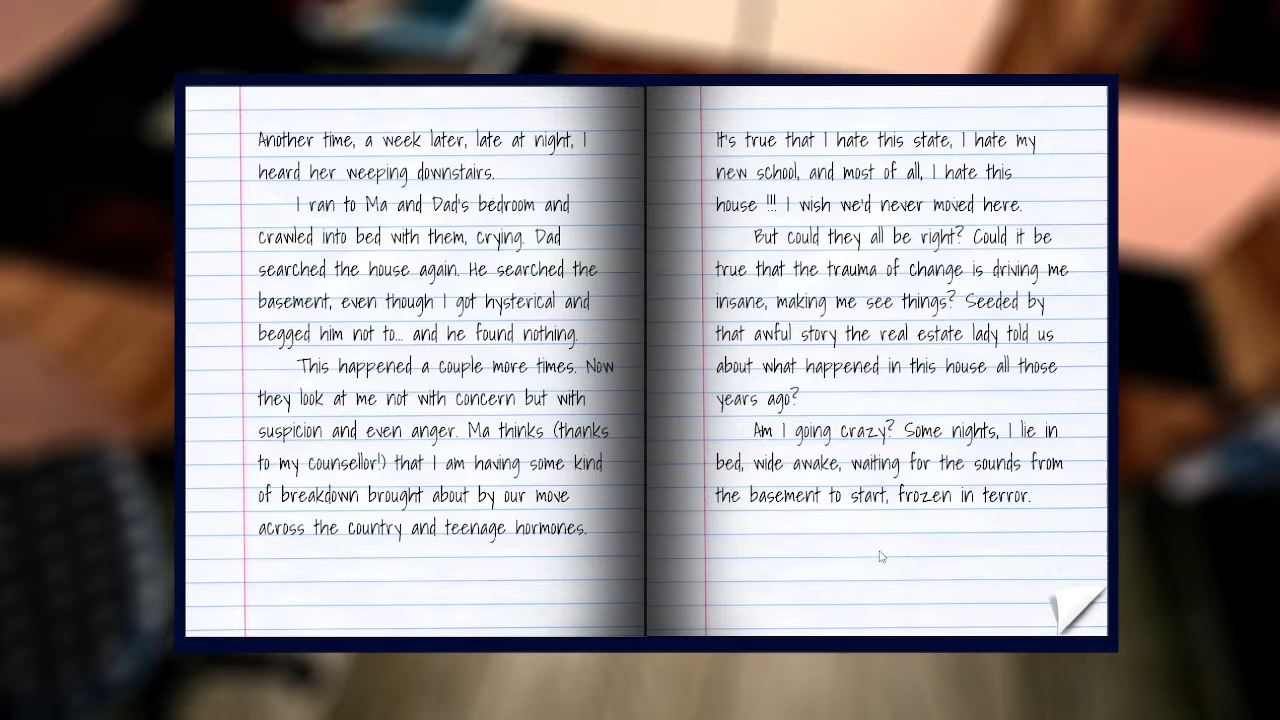 Another time, a week later, late at night, I
heard her weeping downstairs.
I ran to Ma and Dad's bedroom and
crawled into bed with them, crying. Dad
searched the house again. He searched the
basement, even though I got hysterical and
begged him not to... and he found nothing.
This happened a couple more times. Now
they look at me not with concern but with
suspicion and even anger. Ma thinks (thanks
to my counsellor!) that I am having some kind
of breakdown brought about by our move
across the country and teenage hormones.
It's true that I hate this state, I hate my
new school, and most of all, I hate this
house !!! I wish we'd never moved here.
But could they all be right? Could it be
true that the trauma of change is driving me
insane, making me see things? Seeded by
that awful story the real estate lady told us
about what happened in this house all those
years ago?
Am I going crazy? Some nights, I lie in
bed, wide awake, waiting for the sounds from
the basement to start, frozen in terror.